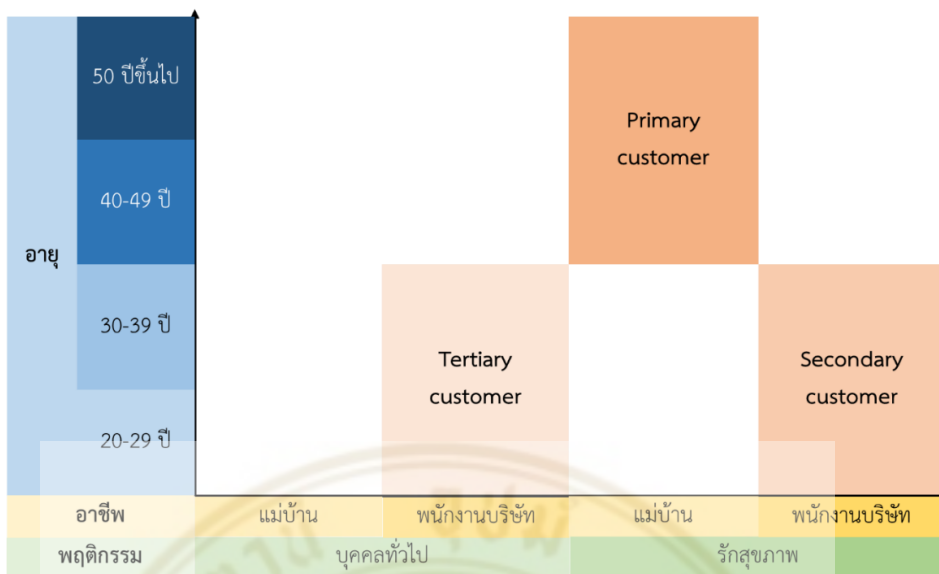 50 ปีขึ้นไป
Primary
customer
40-49 ปี
อายุ
30-39 ปี
Tertiary
customer
Secondary
customer
20-29 ปี
อาชีพ แม่บ้าน พนักงานบริษัท แม่บ้าน พนักงานบริษัท
พฤติกรรม บุคคลทั่วไป รักสุขภาพ